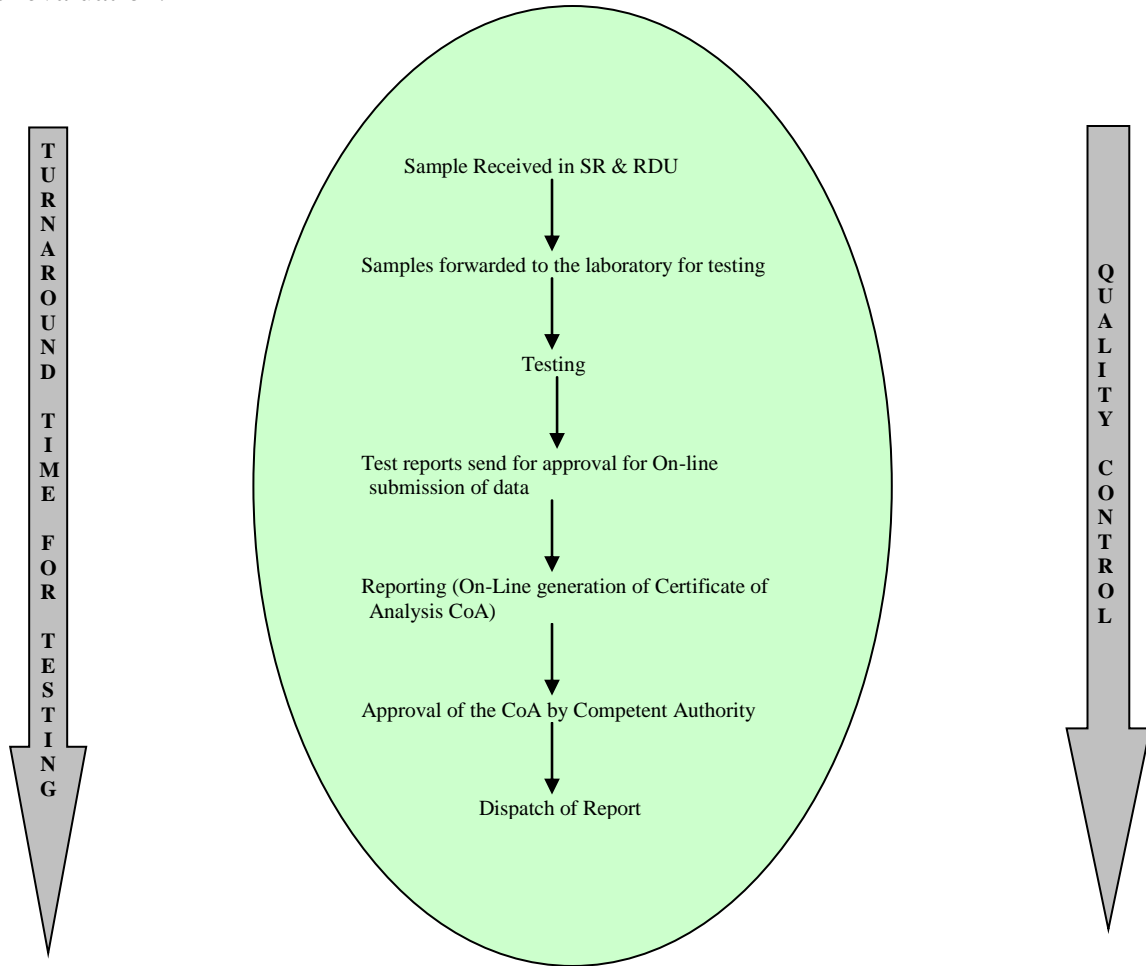 TURNAROUND TIME FOR TESTING
Sample Received in SR & RDU
Samples forwarded to the laboratory for testing
Testing
Test reports send for approval for On-line
submission of data
Reporting (On-Line generation of Certificate of
Analysis CoA)
Approval of the CoA by Competent Authority
Dispatch of Report
QUALITY CONTROL